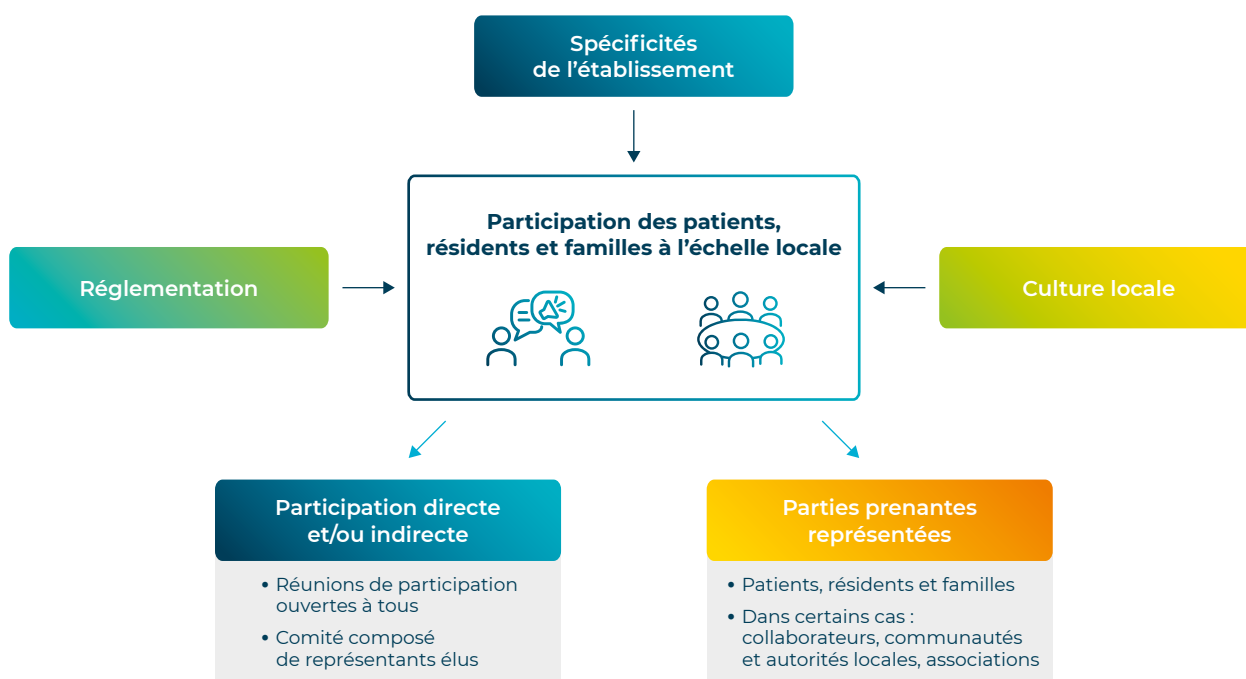 Spécificités
de l’établissement
Participation des patients,
résidents et familles à l’échelle locale
Réglementation
Culture locale
Participation directe
et/ou indirecte
• Réunions de participation
ouvertes à tous
• Comité composé
de représentants élus
Parties prenantes
représentées
• Patients, résidents et familles
• Dans certains cas :
collaborateurs, communautés
et autorités locales, associations